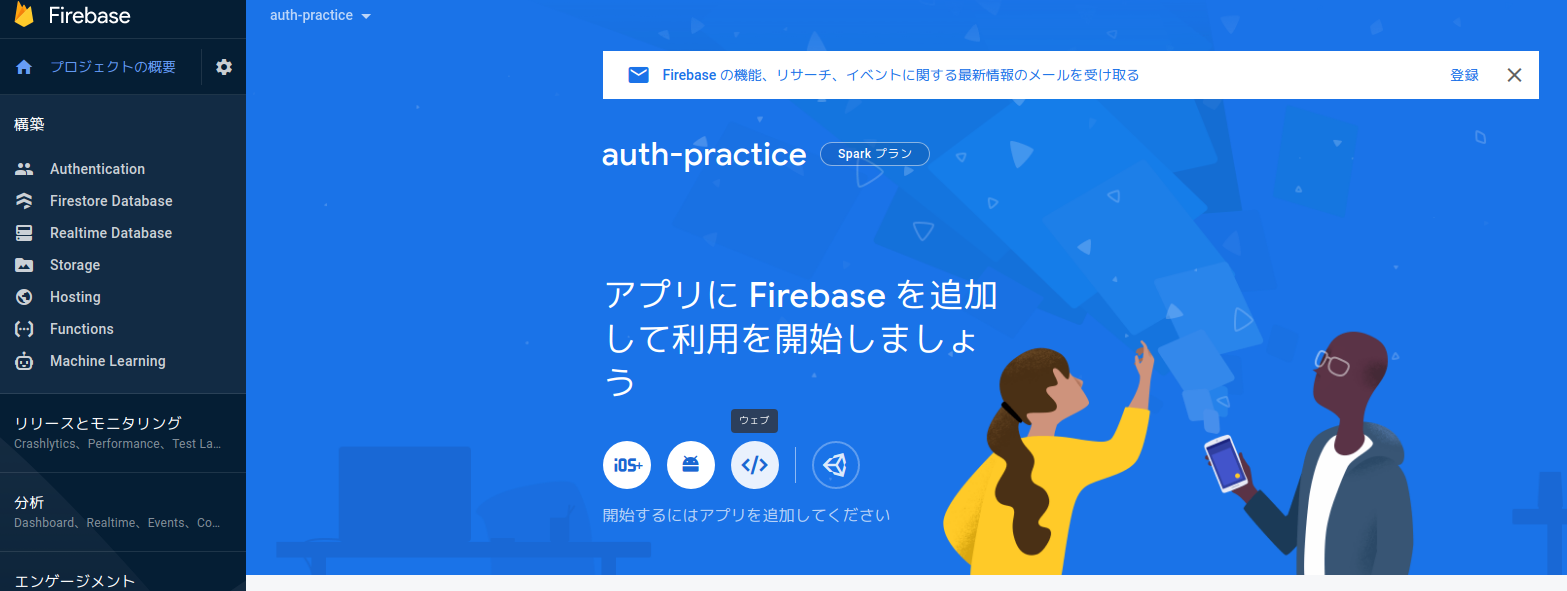 Firebase
auth-practice
プロジェクトの概要
Firebase の機能、リサーチ、イベントに関する最新情報のメールを受け取る
登録
構築
Authentication
Firestore Database
Realtime Database
Storage
Hosting
Functions
Machine Learning
リリースとモニタリング
Crashlytics、Performance、Test La…
分析
Dashboard、Realtime、Events、Co…
エンゲージメント
auth-practice
Spark プラン
アプリに Firebase を追加
して利用を開始しましょ
う
ウェブ
iOS+
</>
開始するにはアプリを追加してください